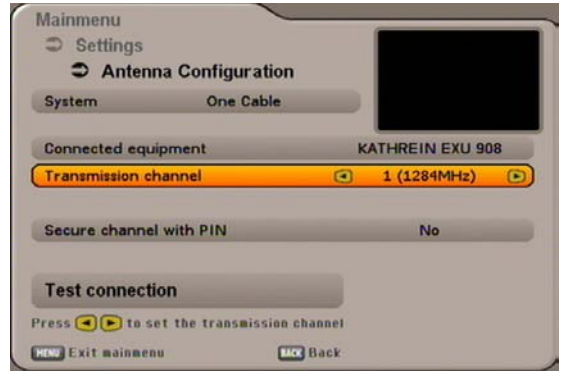 Mainmenu
Settings
Antenna Configuration
System One Cable
Connected equipment KATHREIN EXU 908
Transmission channel 1 (1284MHz)
Secure channel with PIN No
Test connection
Press to set the transmission channel
MENU Exit mainmenu BACK Back